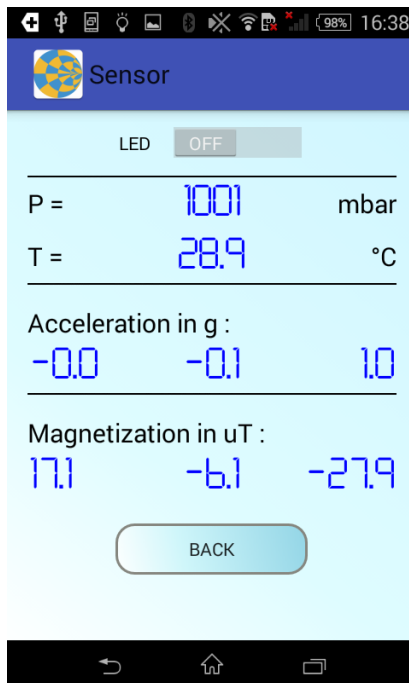 98% 16:38
Sensor
LED OFF
P = 1001 mbar
T = 28.9 °C
Acceleration in g :
-0.0 -0.1 1.0
Magnetization in uT :
17.1 -6.1 -27.9
BACK